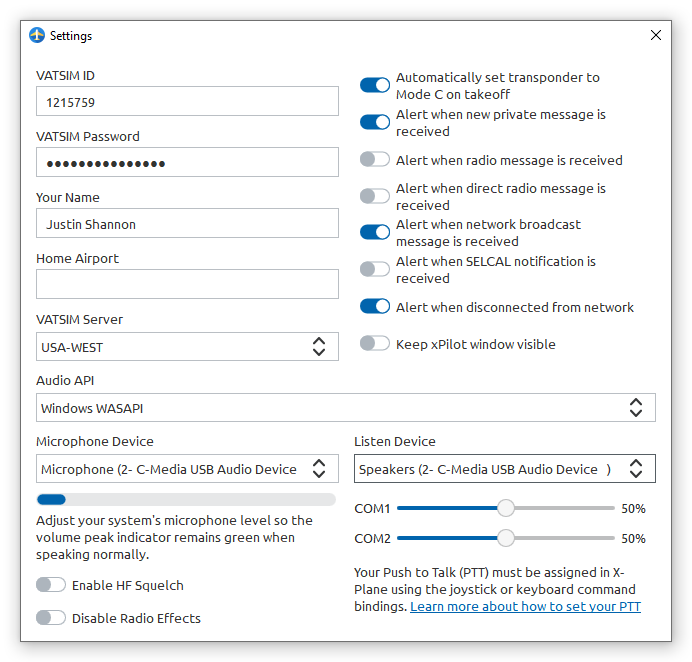 Settings
VATSIM ID
1215759
VATSIM Password
●●●●●●●●●●●●●●●
Your Name
Justin Shannon
Home Airport
VATSIM Server
USA-WEST
Automatically set transponder to
Mode C on takeoff
Alert when new private message is
received
Alert when radio message is received
Alert when direct radio message is
received
Alert when network broadcast
message is received
Alert when SELCAL notification is
received
Alert when disconnected from network
Keep xPilot window visible
Audio API
Windows WASAPI
Microphone Device
Microphone (2- C-Media USB Audio Device
Adjust your system's microphone level so the
volume peak indicator remains green when
speaking normally.
Enable HF Squelch
Disable Radio Effects
Listen Device
Speakers (2- C-Media USB Audio Device )
COM1 50%
COM2 50%
Your Push to Talk (PTT) must be assigned in X-
Plane using the joystick or keyboard command
bindings. Learn more about how to set your PTT